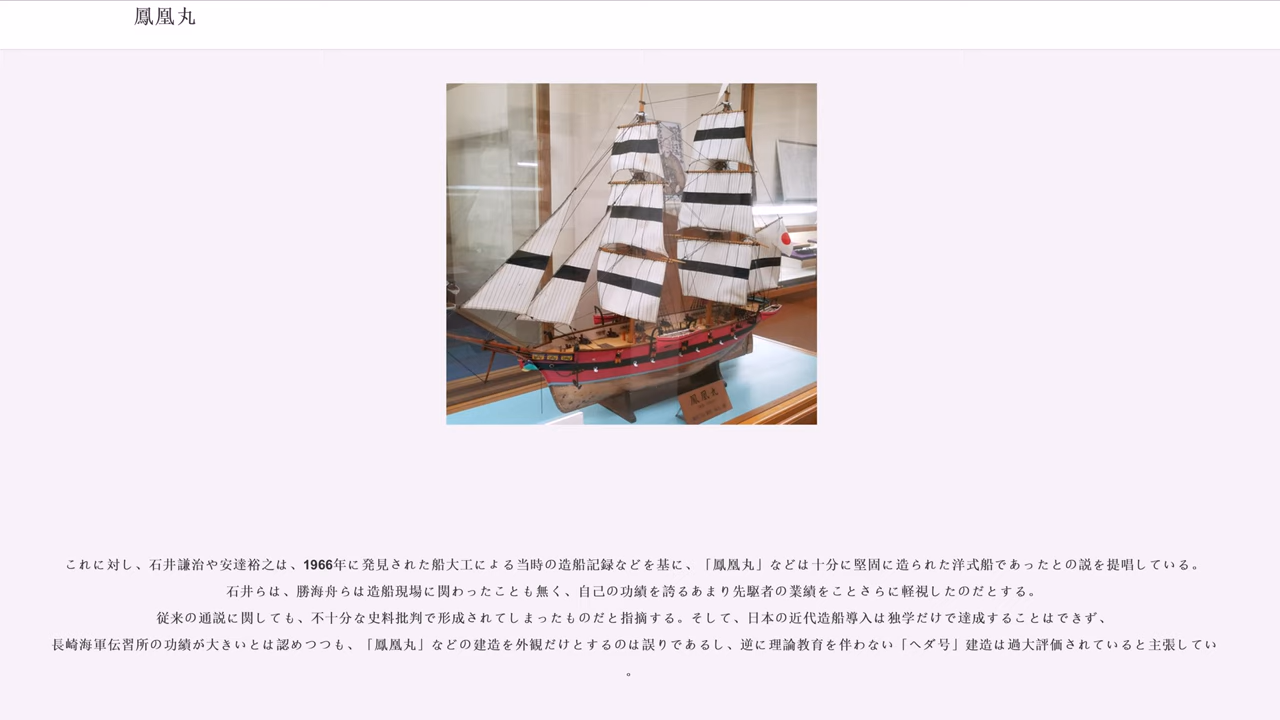 鳳凰丸
鳳凰丸
これに対し、石井謙治や安達裕之は、1966年に発見された船大工による当時の造船記録などを基に、「鳳凰丸」などは十分に堅固に造られた洋式船であったとの説を提唱している。
石井らは、勝海舟らは造船現場に関わったことも無く、自己の功績を誇るあまり先駆者の業績をことさらに軽視したのだとする。
従来の通説に関しても、不十分な史料批判で形成されてしまったものだと指摘する。そして、日本の近代造船導入は独学だけで達成することはできず、
長崎海軍伝習所の功績が大きいとは認めつつも、「鳳凰丸」などの建造を外観だけとするのは誤りであるし、逆に理論教育を伴わない「ヘダ号」建造は過大評価されていると主張してい
。